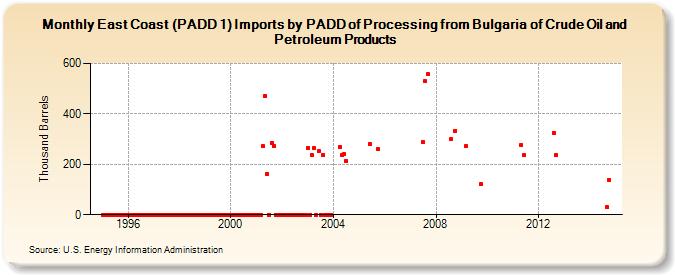 Monthly East Coast (PADD 1) Imports by PADD of Processing from Bulgaria of Crude Oil and
Petroleum Products
Thousand Barrels
600
400
200
0
1996 2000 2004 2008 2012
Source: U.S. Energy Information Administration